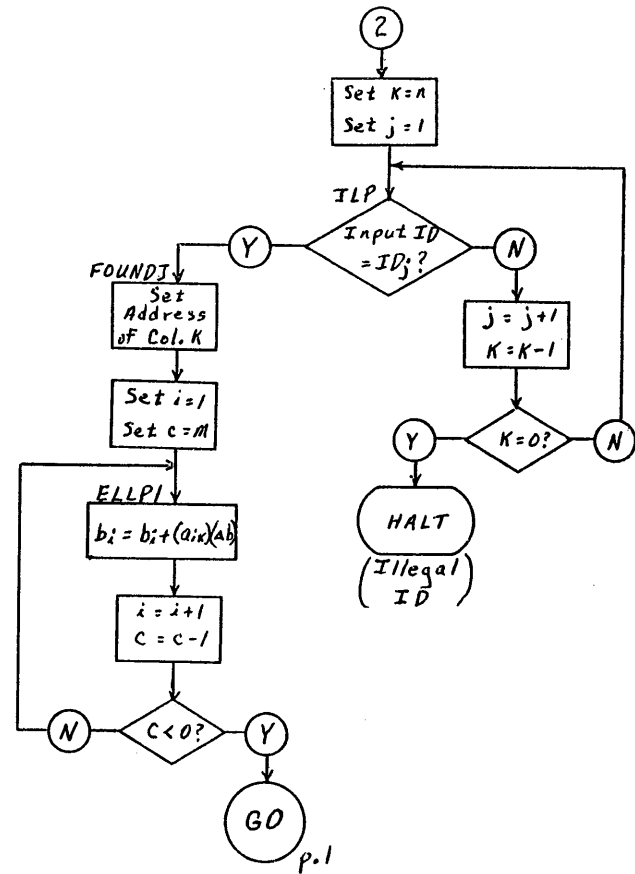 2
Set K=n
Set j=1
ILP
Input ID
=IDj?
Y
N
FOUNDI
Set
Address
of Col. K
j=j+1
K=K-1
Set i=1
Set c=m
K=0?
Y
N
ELLP1
HALT
bi=bi+(aiK)(Δb)
(Illegal
ID)
i=i+1
C=c-1
C<0?
N
Y
GO
p.1